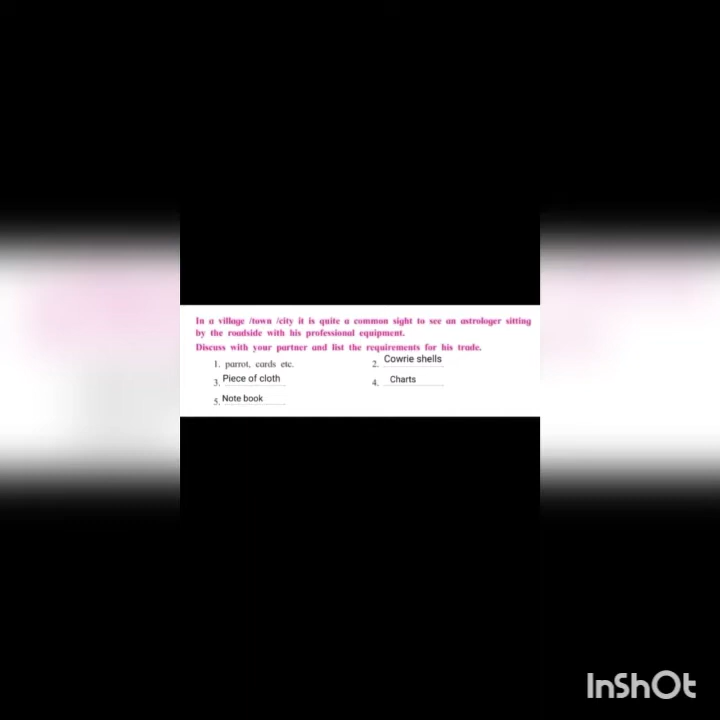 In a village /town /city it is quite a common sight to see an astrologer sitting
by the roadside with his professional equipment.
Discuss with your partner and list the requirements for his trade.
1. parrot, cards etc. 2. Cowrie shells
3. Piece of cloth 4. Charts
5. Note book
InShOt